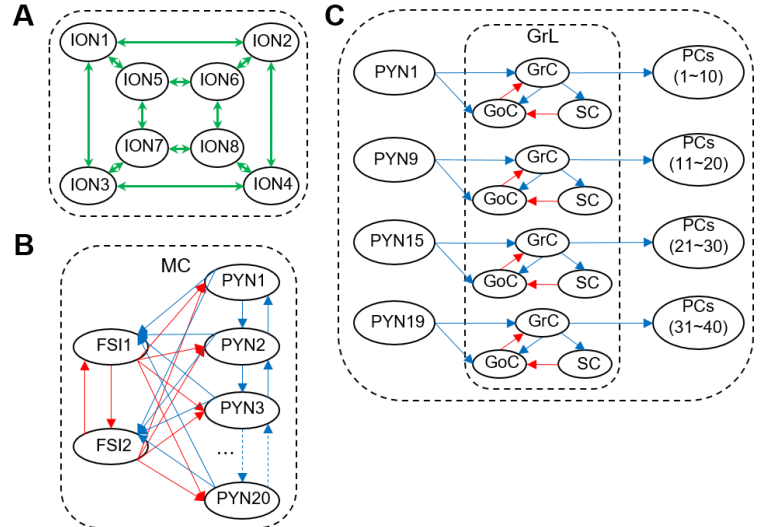 A
ION1
ION2
ION5
ION6
ION7
ION8
ION3
ION4
B
MC
PYN1
FSI1
PYN2
PYN3
FSI2
...
PYN20
C
GrL
PYN1
GrC
PCs
(1~10)
GoC
SC
PYN9
GrC
PCs
(11~20)
GoC
SC
PYN15
GrC
PCs
(21~30)
GoC
SC
PYN19
GrC
PCs
(31~40)
GoC
SC